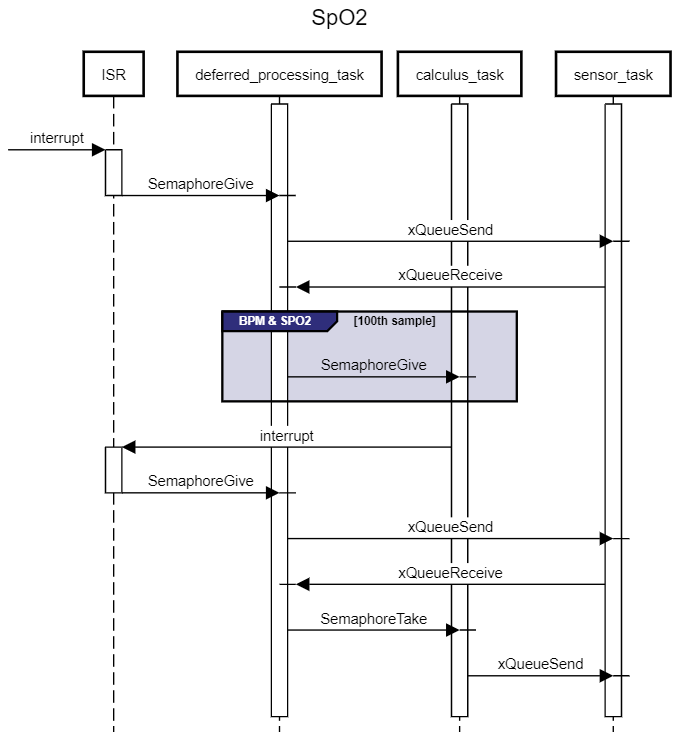 SpO2
ISR
deferred_processing_task
calculus_task
sensor_task
interrupt
SemaphoreGive
xQueueSend
xQueueReceive
BPM & SPO2 [100th sample]
SemaphoreGive
interrupt
SemaphoreGive
xQueueSend
xQueueReceive
SemaphoreTake
xQueueSend